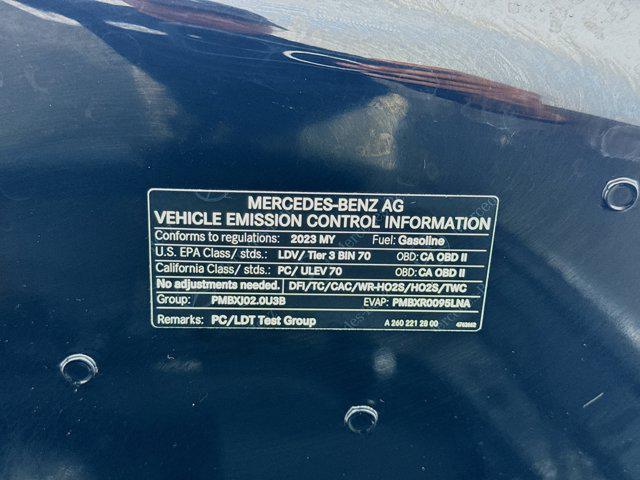 MERCEDES-BENZ AG
VEHICLE EMISSION CONTROL INFORMATION
Conforms to regulations: 2023 MY Fuel: Gasoline
U.S. EPA Class/ stds.: LDV/ Tier 3 BIN 70 OBD: CA OBD II
California Class/ stds.: PC/ ULEV 70 OBD: CA OBD II
No adjustments needed. DFI/TC/CAC/WR-HO2S/HO2S/TWC
Group: PMBXJ02.0U3B EVAP: PMBXR0095LNA
Remarks: PC/LDT Test Group A 260 221 28 00